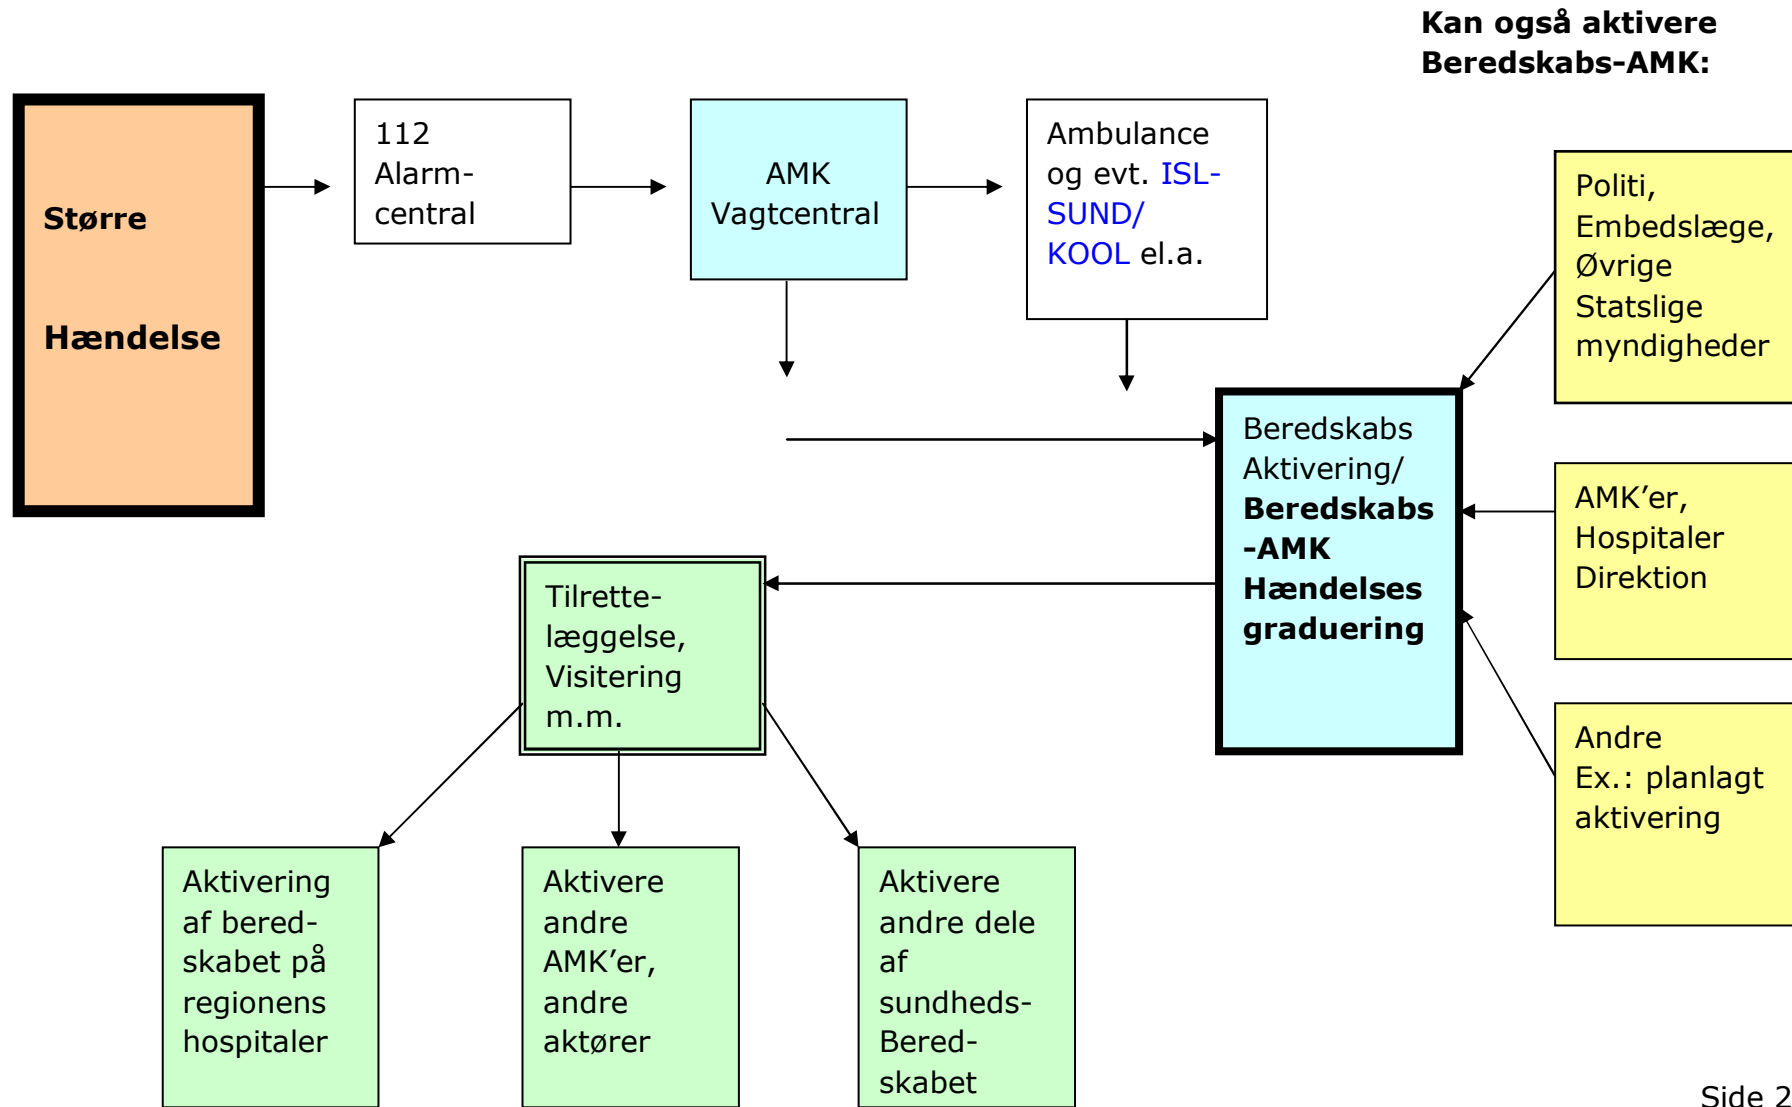 Kan også aktivere
Beredskabs-AMK:
Større
Hændelse
112
Alarm-
central
AMK
Vagtcentral
Ambulance
og evt. ISL-
SUND/
KOOL el.a.
Politi,
Embedslæge,
Øvrige
Statslige
myndigheder
Beredskabs
Aktivering/
Beredskabs
-AMK
Hændelses
graduering
AMK’er,
Hospitaler
Direktion
Tilrette-
læggelse,
Visitering
m.m.
Andre
Ex.: planlagt
aktivering
Aktivering
af bered-
skabet på
regionens
hospitaler
Aktivere
andre
AMK’er,
andre
aktører
Aktivere
andre dele
af
sundheds-
Bered-
skabet
Side 2